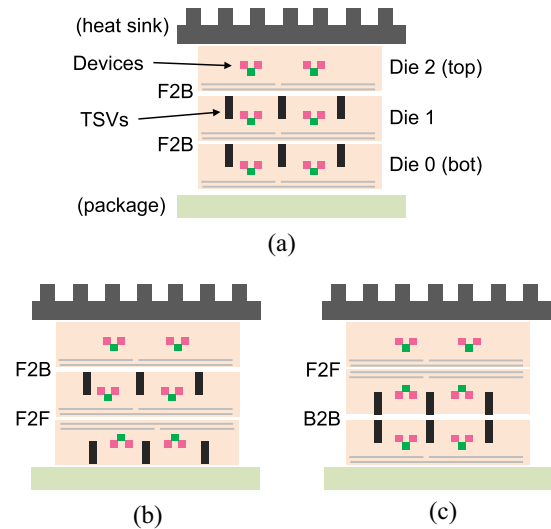 (heat sink)
Devices
Die 2 (top)
F2B
TSVs
Die 1
F2B
Die 0 (bot)
(package)
(a)
F2B
F2F
(b)
F2F
B2B
(c)